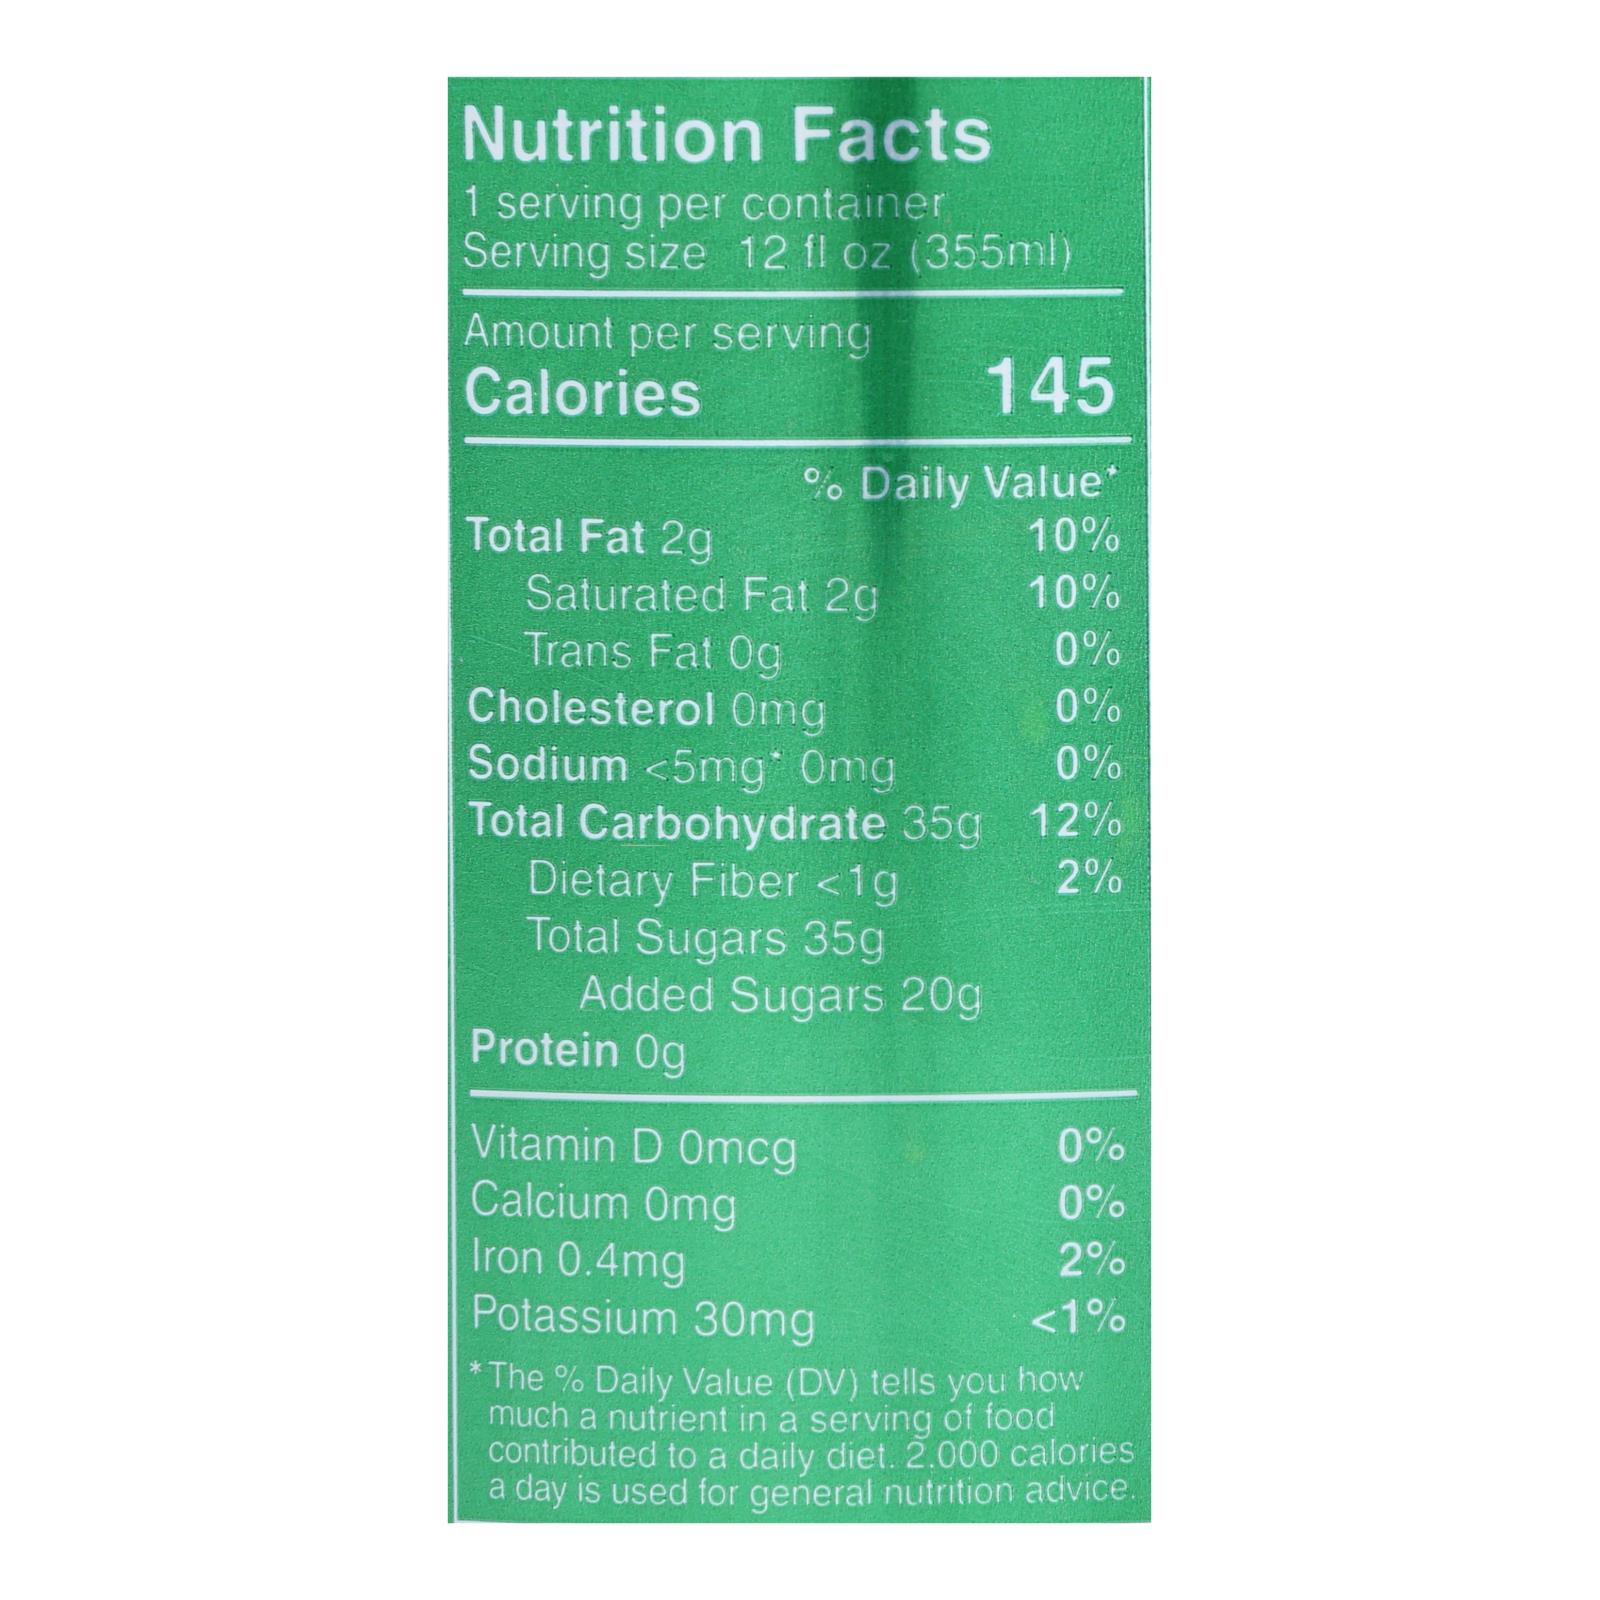 Nutrition Facts
1 serving per container
Serving size 12 fl oz (355ml)
Amount per serving
Calories 145
% Daily Value*
Total Fat 2g 10%
Saturated Fat 2g 10%
Trans Fat 0g 0%
Cholesterol 0mg 0%
Sodium <5mg* 0mg 0%
Total Carbohydrate 35g 12%
Dietary Fiber <1g 2%
Total Sugars 35g
Added Sugars 20g
Protein 0g
Vitamin D 0mcg 0%
Calcium 0mg 0%
Iron 0.4mg 2%
Potassium 30mg <1%
*The % Daily Value (DV) tells you how
much a nutrient in a serving of food
contributed to a daily diet. 2.000 calories
a day is used for general nutrition advice.